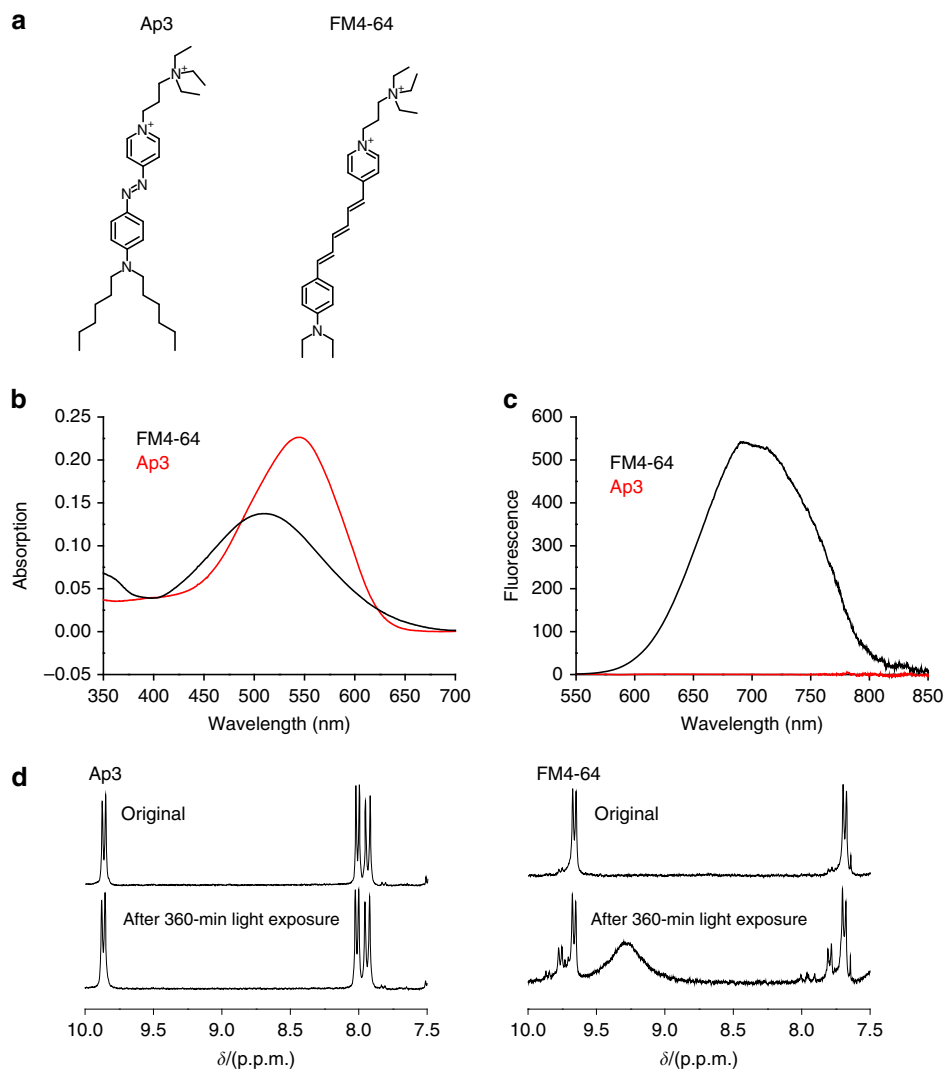 a
Ap3
FM4-64
N+
N+
N
N
N
N+
N+
N
b
FM4-64
Ap3
Absorption
0.25
0.20
0.15
0.10
0.05
0.00
–0.05
350 400 450 500 550 600 650 700
Wavelength (nm)
c
FM4-64
Ap3
Fluorescence
600
500
400
300
200
100
0
550 600 650 700 750 800 850
Wavelength (nm)
d
Ap3
Original
After 360-min light exposure
10.0 9.5 9.0 8.5 8.0 7.5
δ/(p.p.m.)
FM4-64
Original
After 360-min light exposure
10.0 9.5 9.0 8.5 8.0 7.5
δ/(p.p.m.)